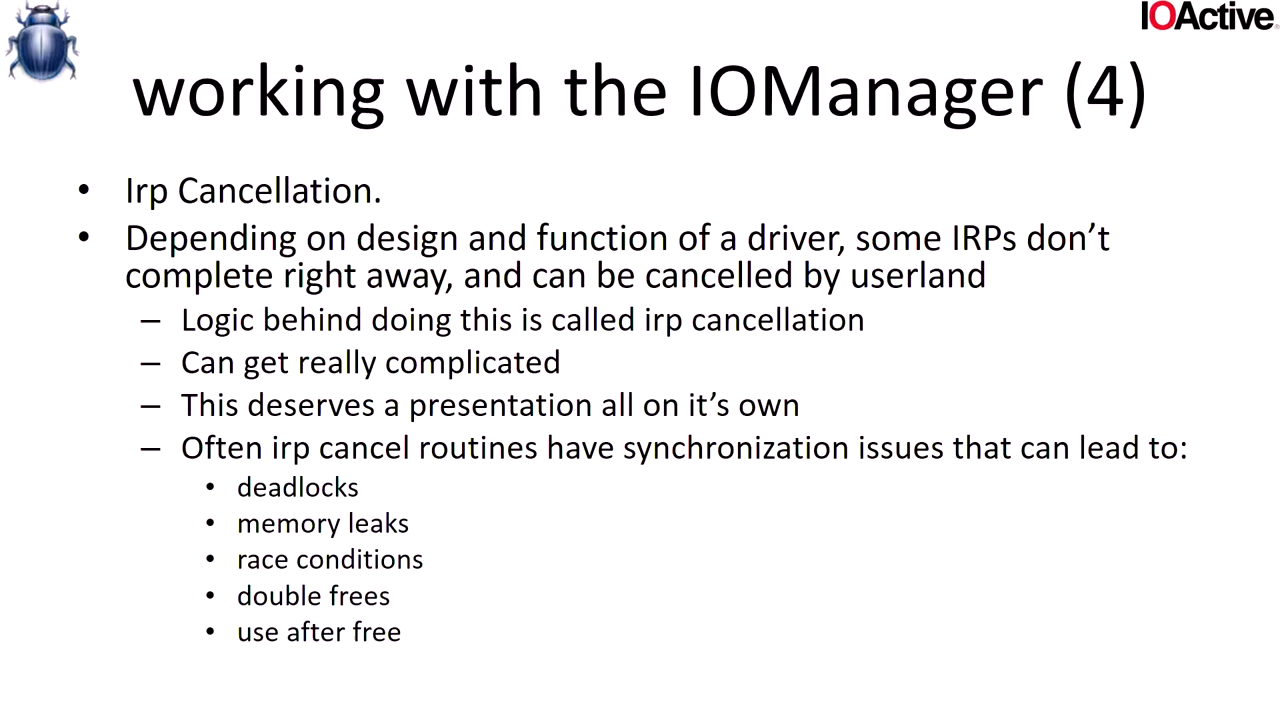 IOActive
working with the IOManager (4)
• Irp Cancellation.
• Depending on design and function of a driver, some IRPs don’t
complete right away, and can be cancelled by userland
– Logic behind doing this is called irp cancellation
– Can get really complicated
– This deserves a presentation all on it’s own
– Often irp cancel routines have synchronization issues that can lead to:
• deadlocks
• memory leaks
• race conditions
• double frees
• use after free